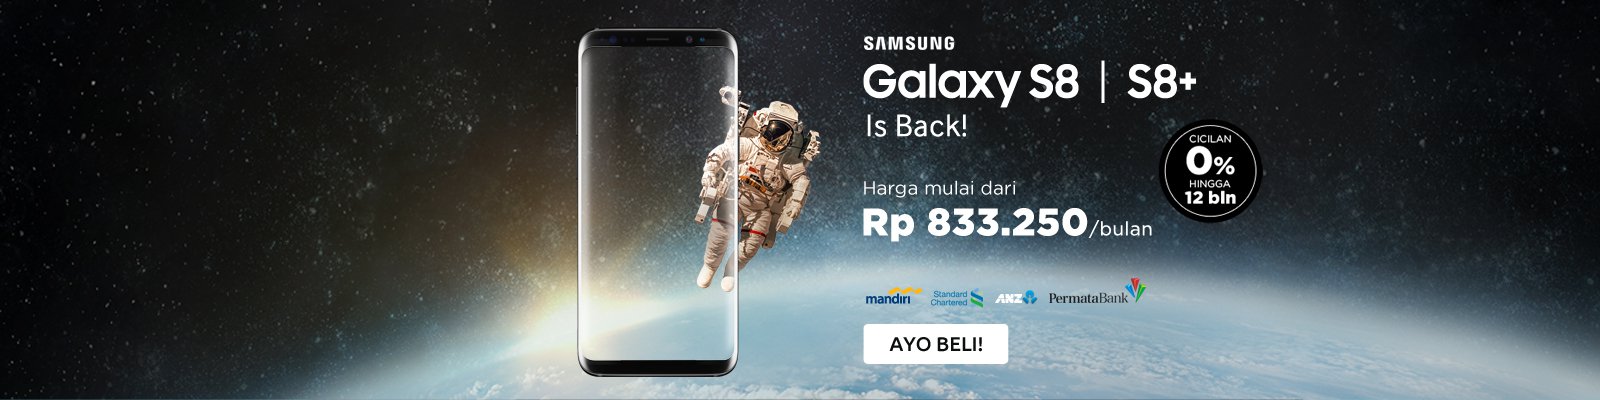 SAMSUNG
Galaxy S8 | S8+
Is Back!
CICILAN
0%
HINGGA
12 bln
Harga mulai dari
Rp 833.250/bulan
mandiri
Standard
Chartered
ANZ
PermataBank
AYO BELI!